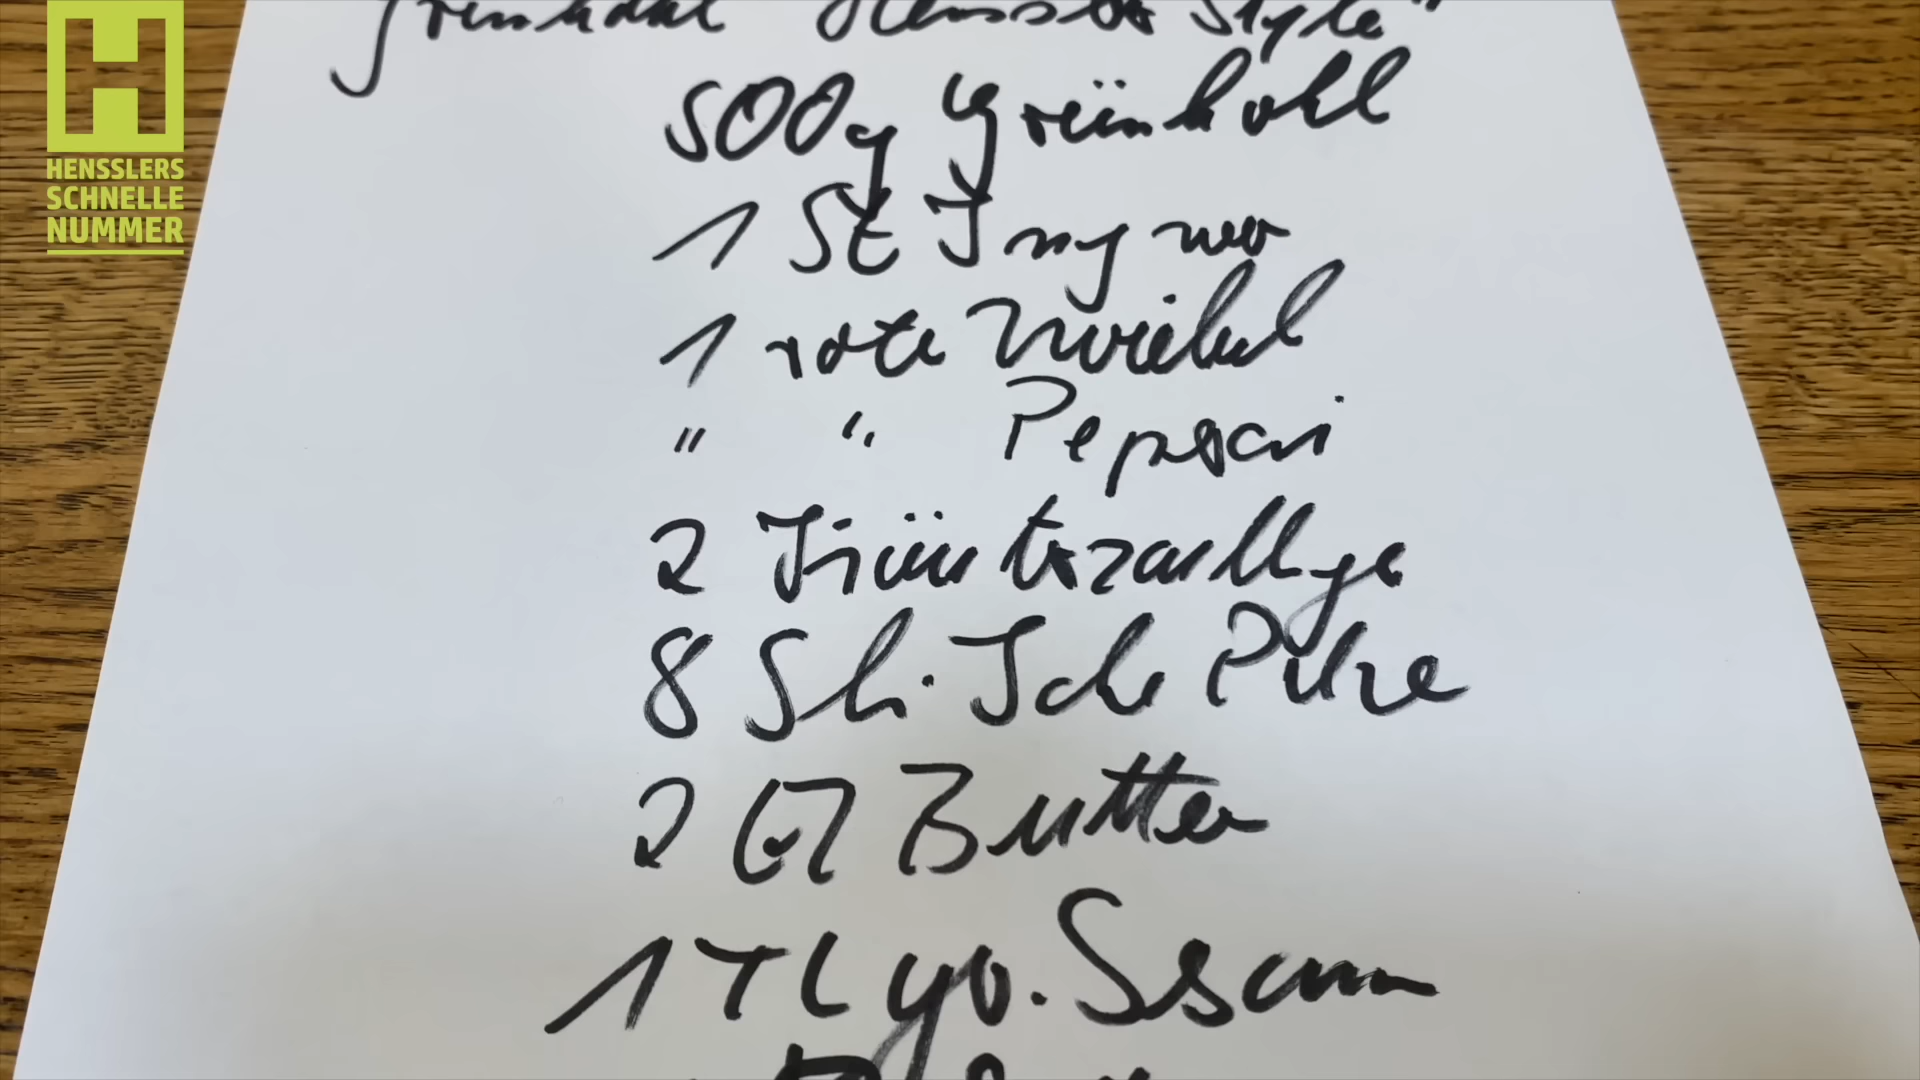 HENSSLERS
SCHNELLE
NUMMER
Grünkohl "Henssler Style"
500g Grünkohl
1 St Ingwer
1 rote Zwiebel
" " Peperoni
2 Frühlingszwiebeln
8 Shi-Take Pilze
2 EL Butter
1 TL ger. Sesam